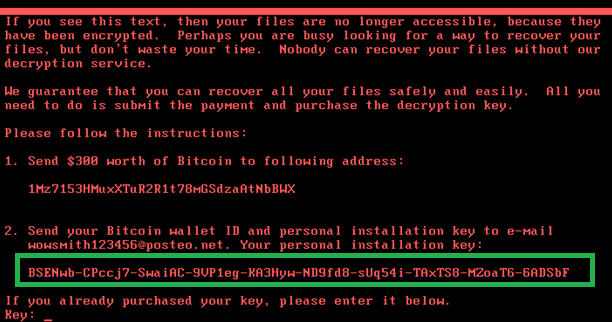 If you see this text, then your files are no longer accessible, because they
have been encrypted.  Perhaps you are busy looking for a way to recover your
files, but don't waste your time.  Nobody can recover your files without our
decryption service.
We guarantee that you can recover all your files safely and easily.  All you
need to do is submit the payment and purchase the decryption key.
Please follow the instructions:
1. Send $300 worth of Bitcoin to following address:
1Mz7153HMuxXTuR2R1t78mGSdzaAtNbBWX
2. Send your Bitcoin wallet ID and personal installation key to e-mail
wowsmith123456@posteo.net. Your personal installation key:
BSENwb-CPccj7-SwaiAC-9VP1eg-KA3Hyw-ND9fd8-sUq54i-TAxTS8-MZoaT6-6ADSbF
If you already purchased your key, please enter it below.
Key: _